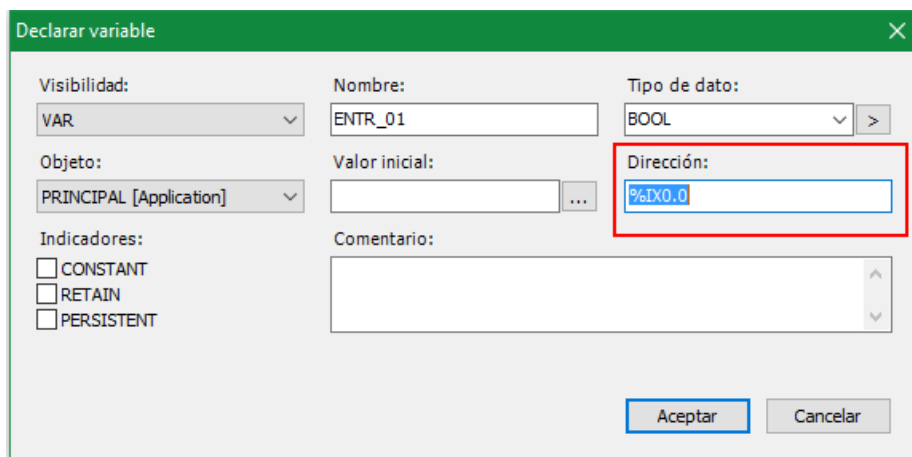 Declarar variable
Visibilidad: Nombre: Tipo de dato:
VAR ENTR_01 BOOL >
Objeto: Valor inicial: Dirección:
PRINCIPAL [Application] ... %IX0.0
Indicadores: Comentario:
CONSTANT
RETAIN
PERSISTENT
Aceptar Cancelar